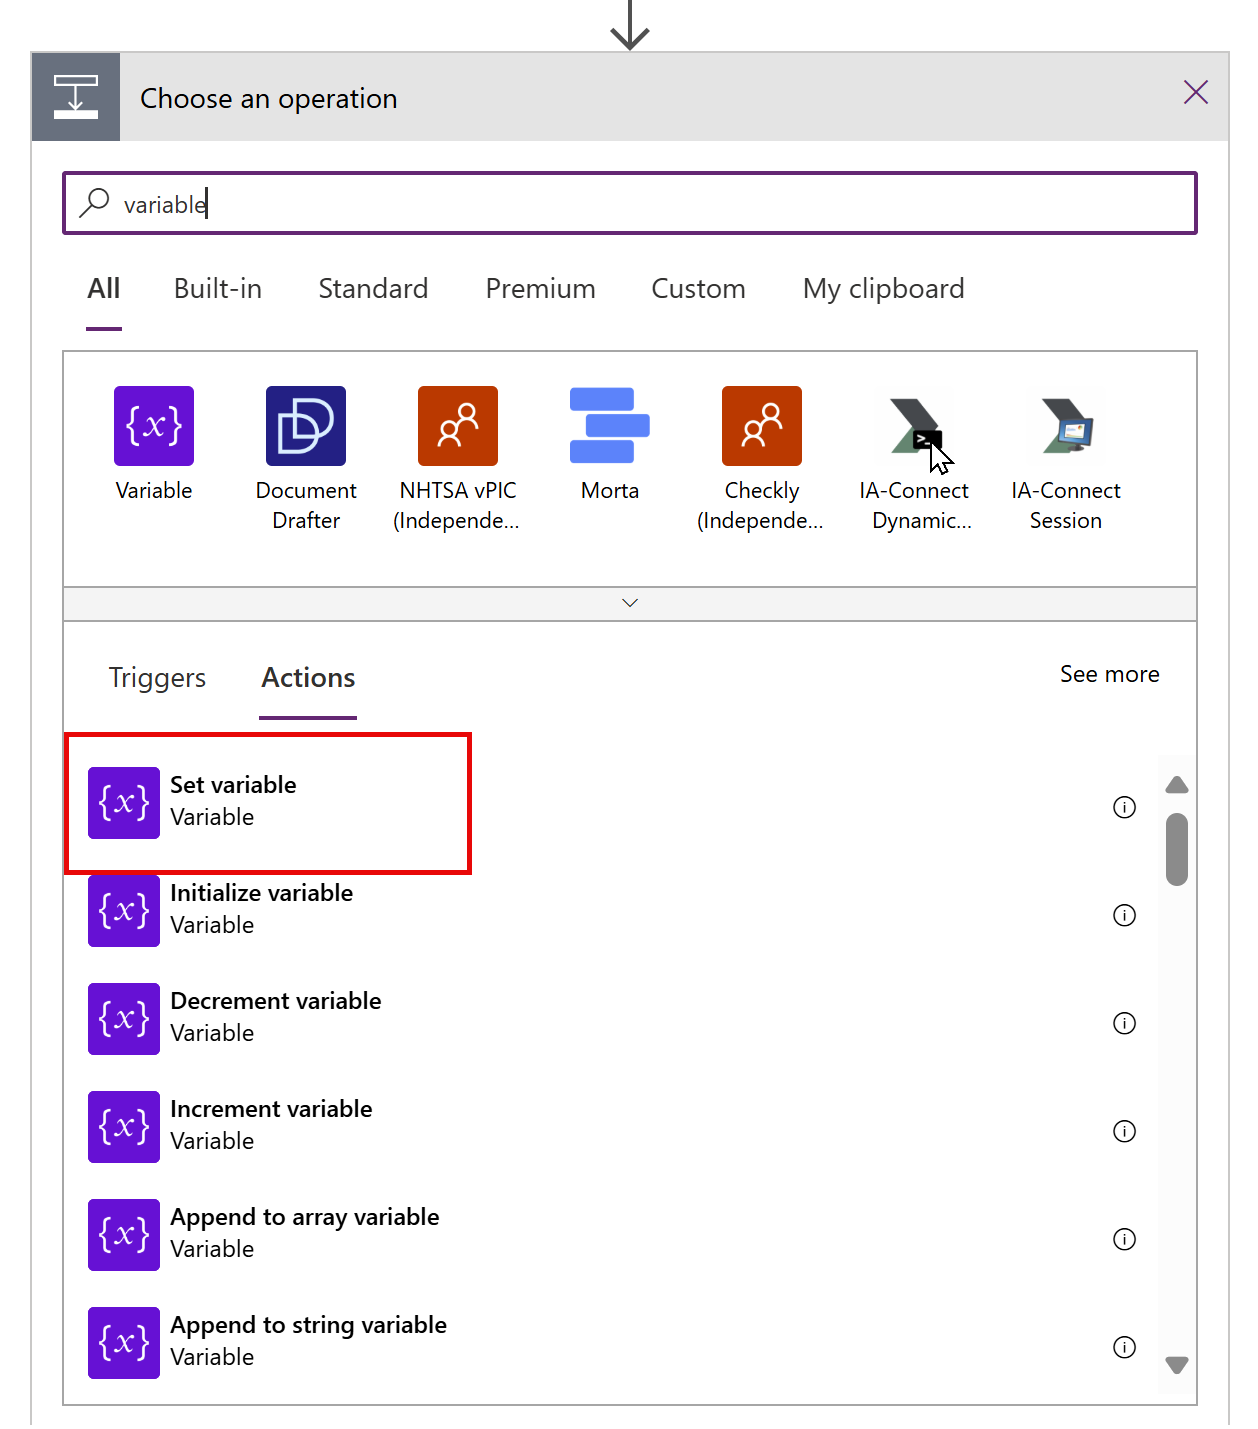 Choose an operation
variable
All Built-in Standard Premium Custom My clipboard
{x}
Variable
Document
Drafter
NHTSA vPIC
(Independe...
Morta
Checkly
(Independe...
>_
IA-Connect
Dynamic...
IA-Connect
Session
Triggers Actions See more
{x}
Set variable
Variable
{x}
Initialize variable
Variable
{x}
Decrement variable
Variable
{x}
Increment variable
Variable
{x}
Append to array variable
Variable
{x}
Append to string variable
Variable